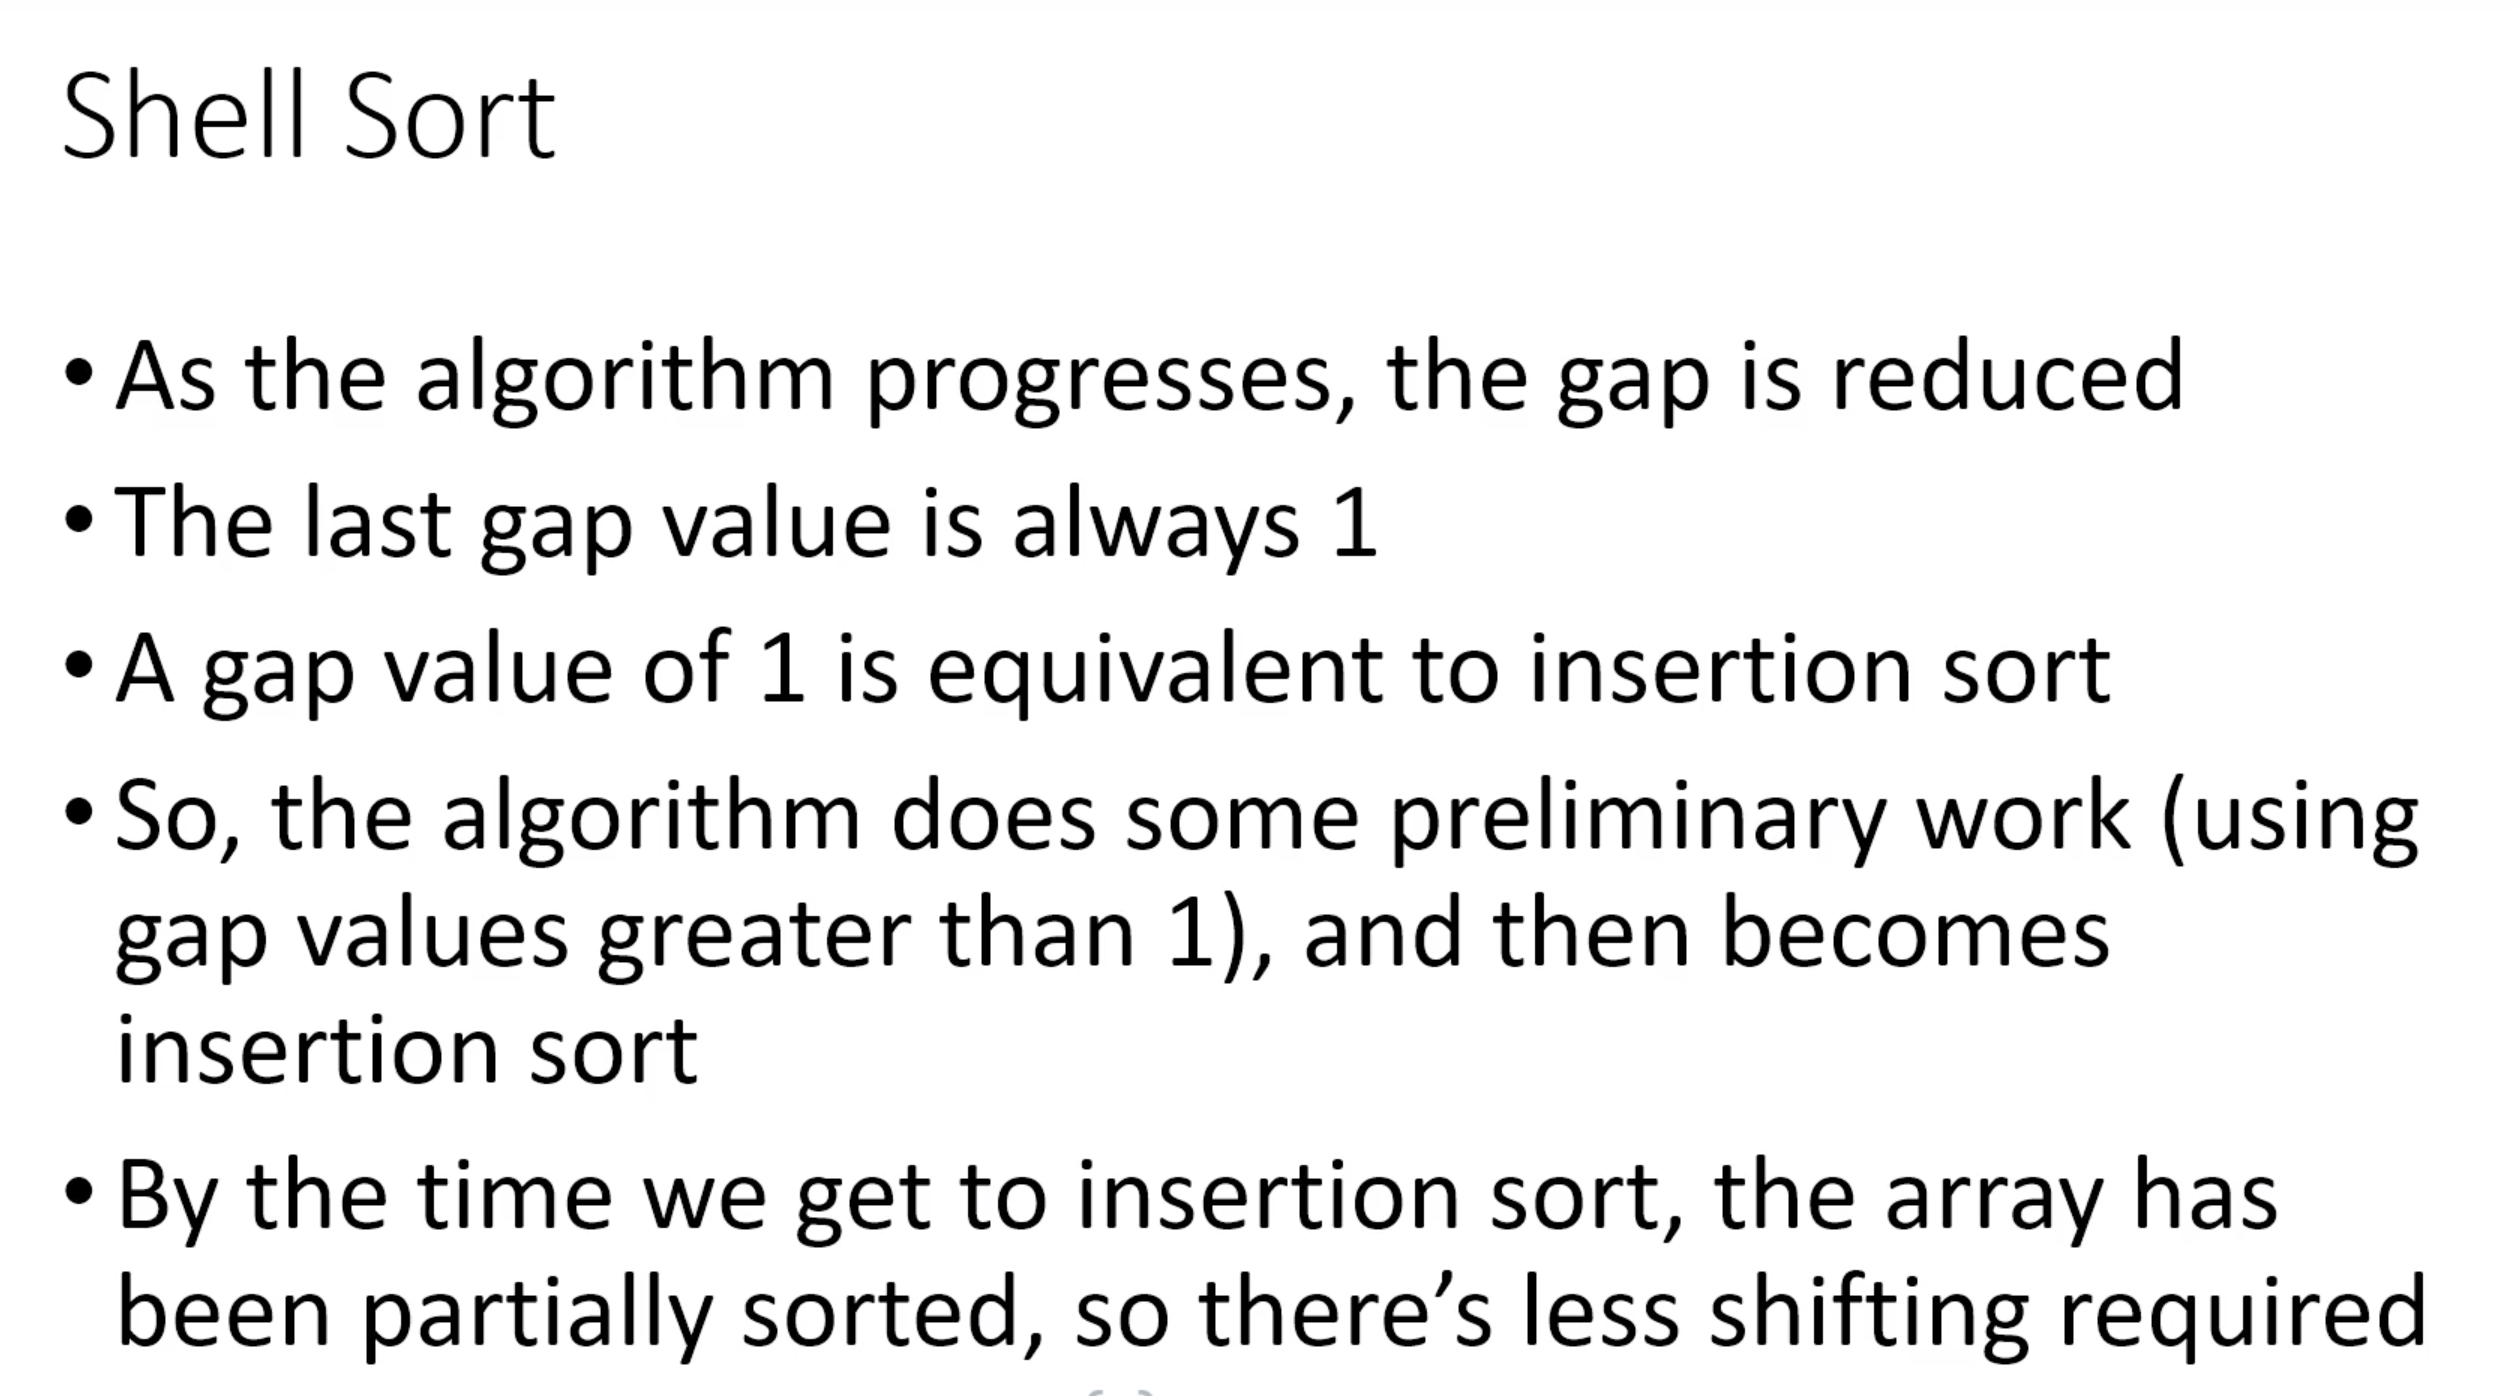 Shell Sort
• As the algorithm progresses, the gap is reduced
• The last gap value is always 1
• A gap value of 1 is equivalent to insertion sort
• So, the algorithm does some preliminary work (using
gap values greater than 1), and then becomes
insertion sort
• By the time we get to insertion sort, the array has
been partially sorted, so there’s less shifting required